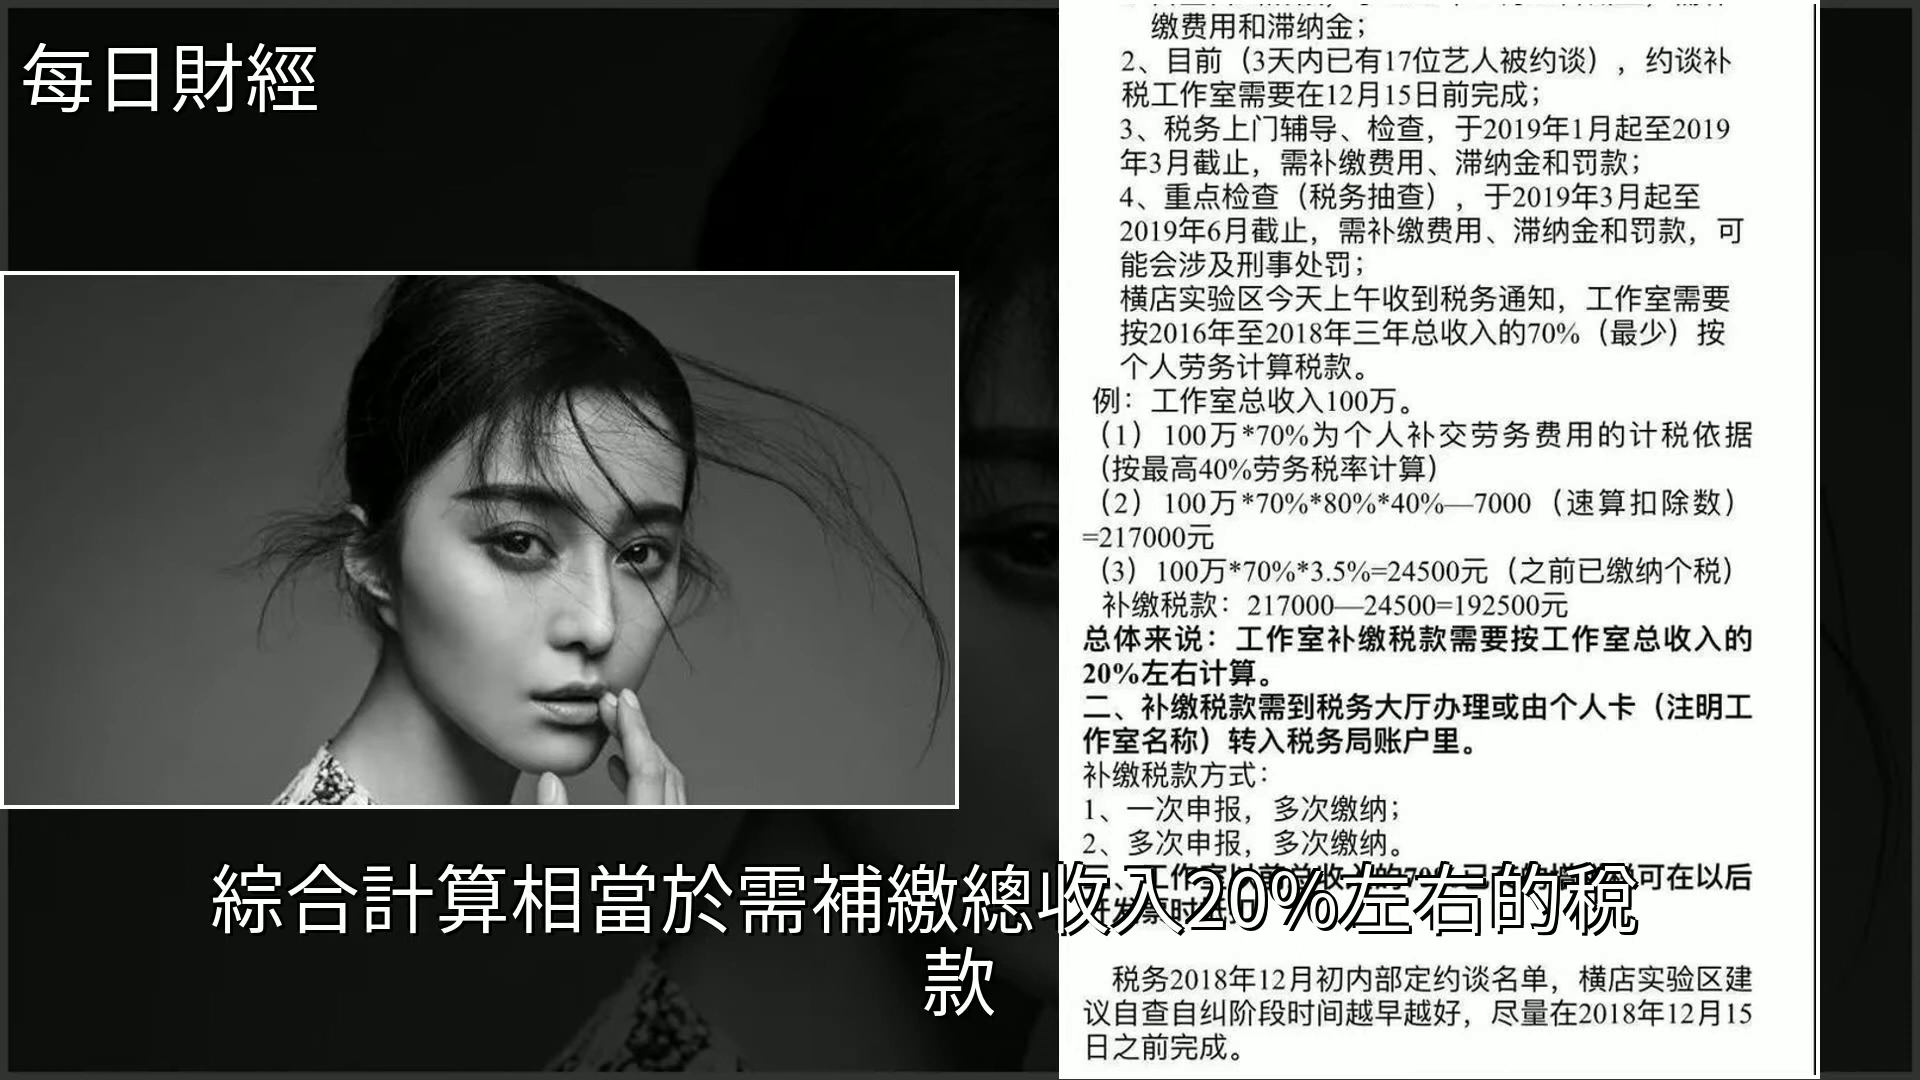 每日財經
缴费用和滞纳金；
2、目前（3天内已有17位艺人被约谈），约谈补
税工作室需要在12月15日前完成；
3、税务上门辅导、检查，于2019年1月起至2019
年3月截止，需补缴费用、滞纳金和罚款；
4、重点检查（税务抽查），于2019年3月起至
2019年6月截止，需补缴费用、滞纳金和罚款，可
能会涉及刑事处罚；
横店实验区今天上午收到税务通知，工作室需要
按2016年至2018年三年总收入的70%（最少）按
个人劳务计算税款。
例：工作室总收入100万。
（1）100万*70%为个人补交劳务费用的计税依据
（按最高40%劳务税率计算）
（2）100万*70%*80%*40%—7000（速算扣除数）
=217000元
（3）100万*70%*3.5%=24500元（之前已缴纳个税）
补缴税款：217000—24500=192500元
总体来说：工作室补缴税款需要按工作室总收入的
20%左右计算。
二、补缴税款需到税务大厅办理或由个人卡（注明工
作室名称）转入税务局账户里。
补缴税款方式：
1、一次申报，多次缴纳；
2、多次申报，多次缴纳。
可在以后
綜合計算相當於需補繳總收入20%左右的稅
款
税务2018年12月初内部定约谈名单，横店实验区建
议自查自纠阶段时间越早越好，尽量在2018年12月15
日之前完成。